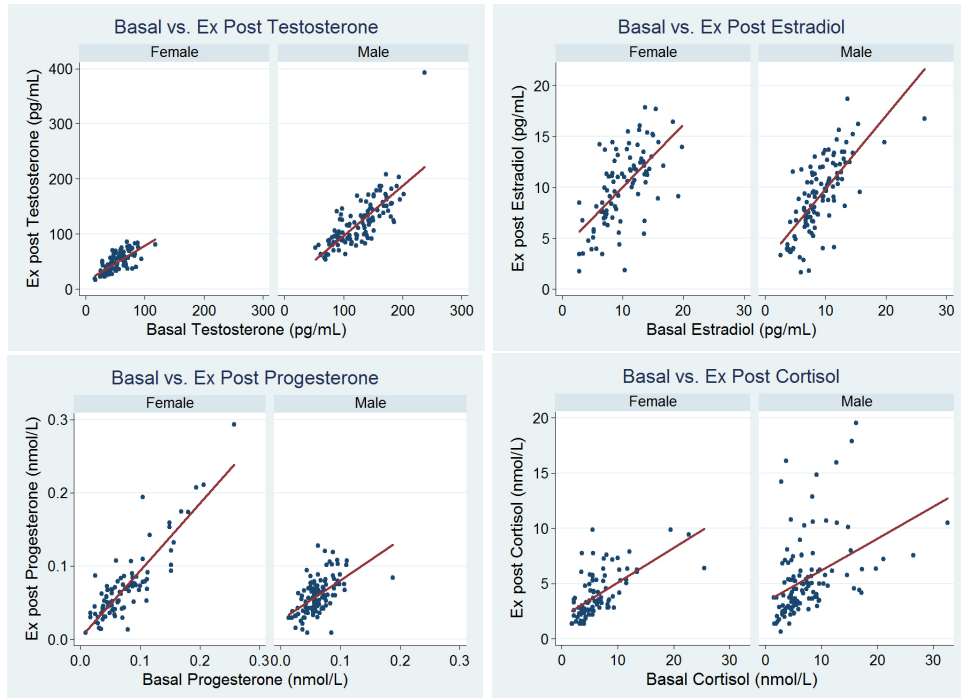 Basal vs. Ex Post Testosterone
Female Male
Ex post Testosterone (pg/mL)
400
300
200
100
0
0 100 200 300 0 100 200 300
Basal Testosterone (pg/mL)
Basal vs. Ex Post Estradiol
Female Male
Ex post Estradiol (pg/mL)
20
15
10
5
0
0 5 10 15 20 25 0 5 10 15 20 25
Basal Estradiol (pg/mL)
Basal vs. Ex Post Progesterone
Female Male
Ex post Progesterone (nmol/L)
0.3
0.2
0.1
0.0
0.0 0.1 0.2 0.3 0.0 0.1 0.2 0.3
Basal Progesterone (nmol/L)
Basal vs. Ex Post Cortisol
Female Male
Ex post Cortisol (nmol/L)
20
15
10
5
0
0 10 20 30 0 10 20 30
Basal Cortisol (nmol/L)